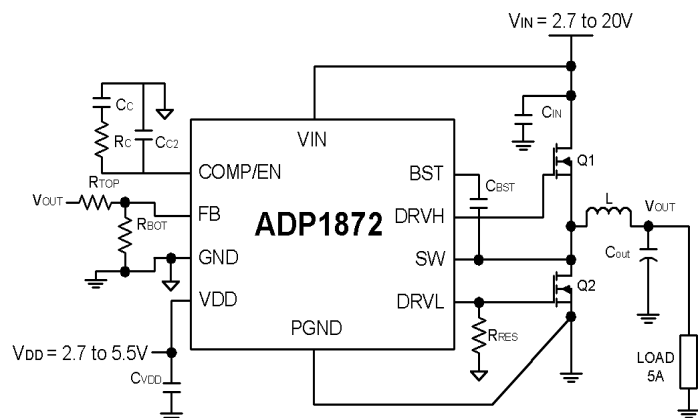 VIN = 2.7 to 20V
CC
RC
CC2
CIN
VIN
Q1
COMP/EN
BST
CBST
RTOP
VOUT
RBOT
FB
ADP1872
DRVH
L
VOUT
Cout
GND
SW
Q2
VDD
DRVL
PGND
RRES
VDD = 2.7 to 5.5V
CVDD
LOAD
5A